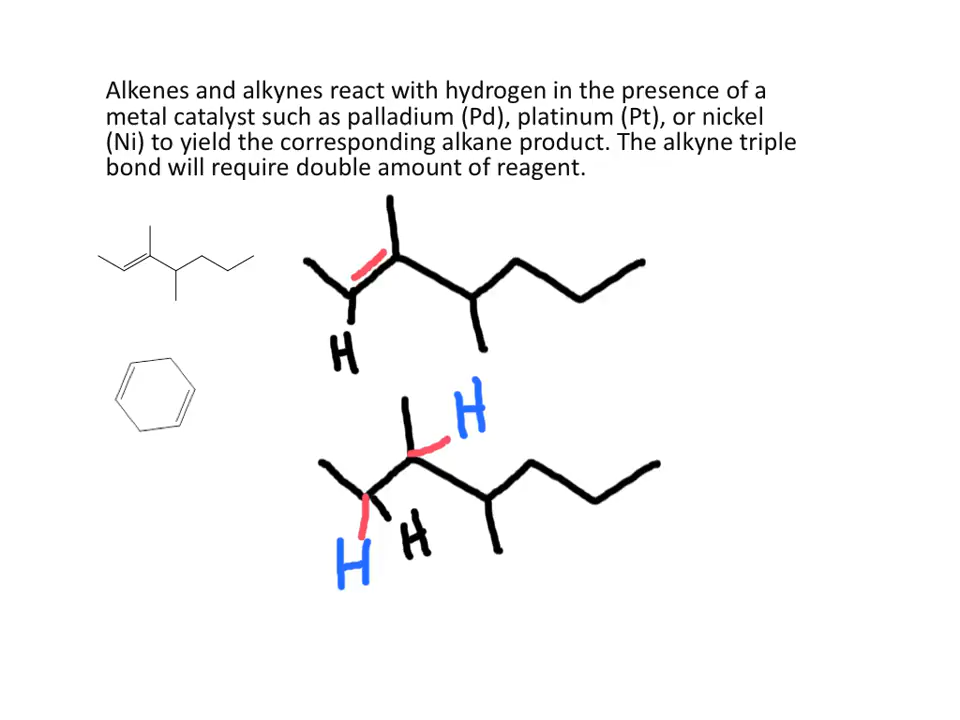 Alkenes and alkynes react with hydrogen in the presence of a
metal catalyst such as palladium (Pd), platinum (Pt), or nickel
(Ni) to yield the corresponding alkane product. The alkyne triple
bond will require double amount of reagent.
H
H
H
H